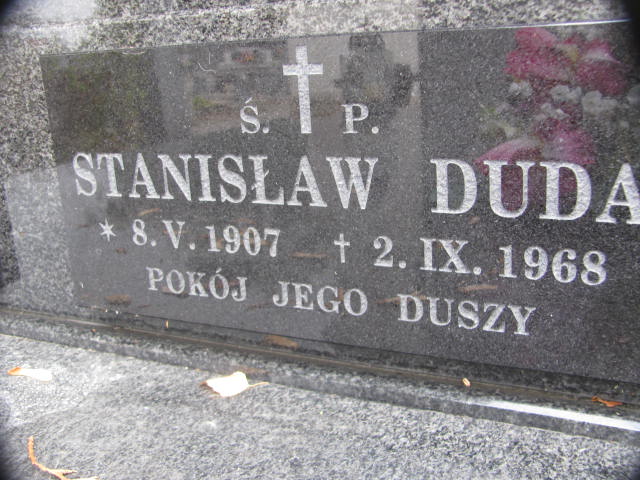 Ś. P.
STANISŁAW DUDA
* 8. V. 1907 † 2. IX. 1968
POKÓJ JEGO DUSZY